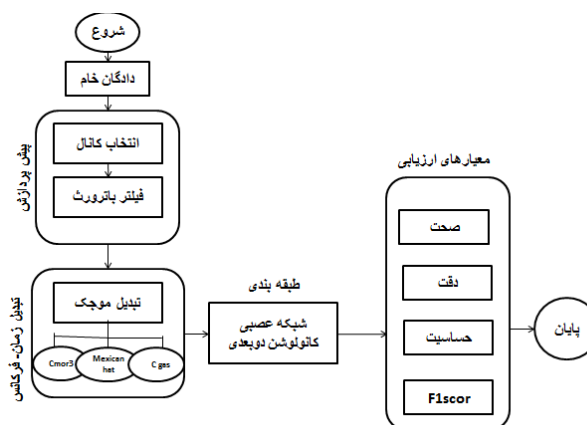 شروع
دادگان خام
پیش پردازش
انتخاب کانال
فیلتر باترورث
تبدیل زمان-فرکانس
تبدیل موجک
Cmor3
Mexican
hat
C gas
طبقه بندی
شبکه عصبی
کانولوشن دوبعدی
معیارهای ارزیابی
صحت
دقت
حساسیت
F1scor
پایان